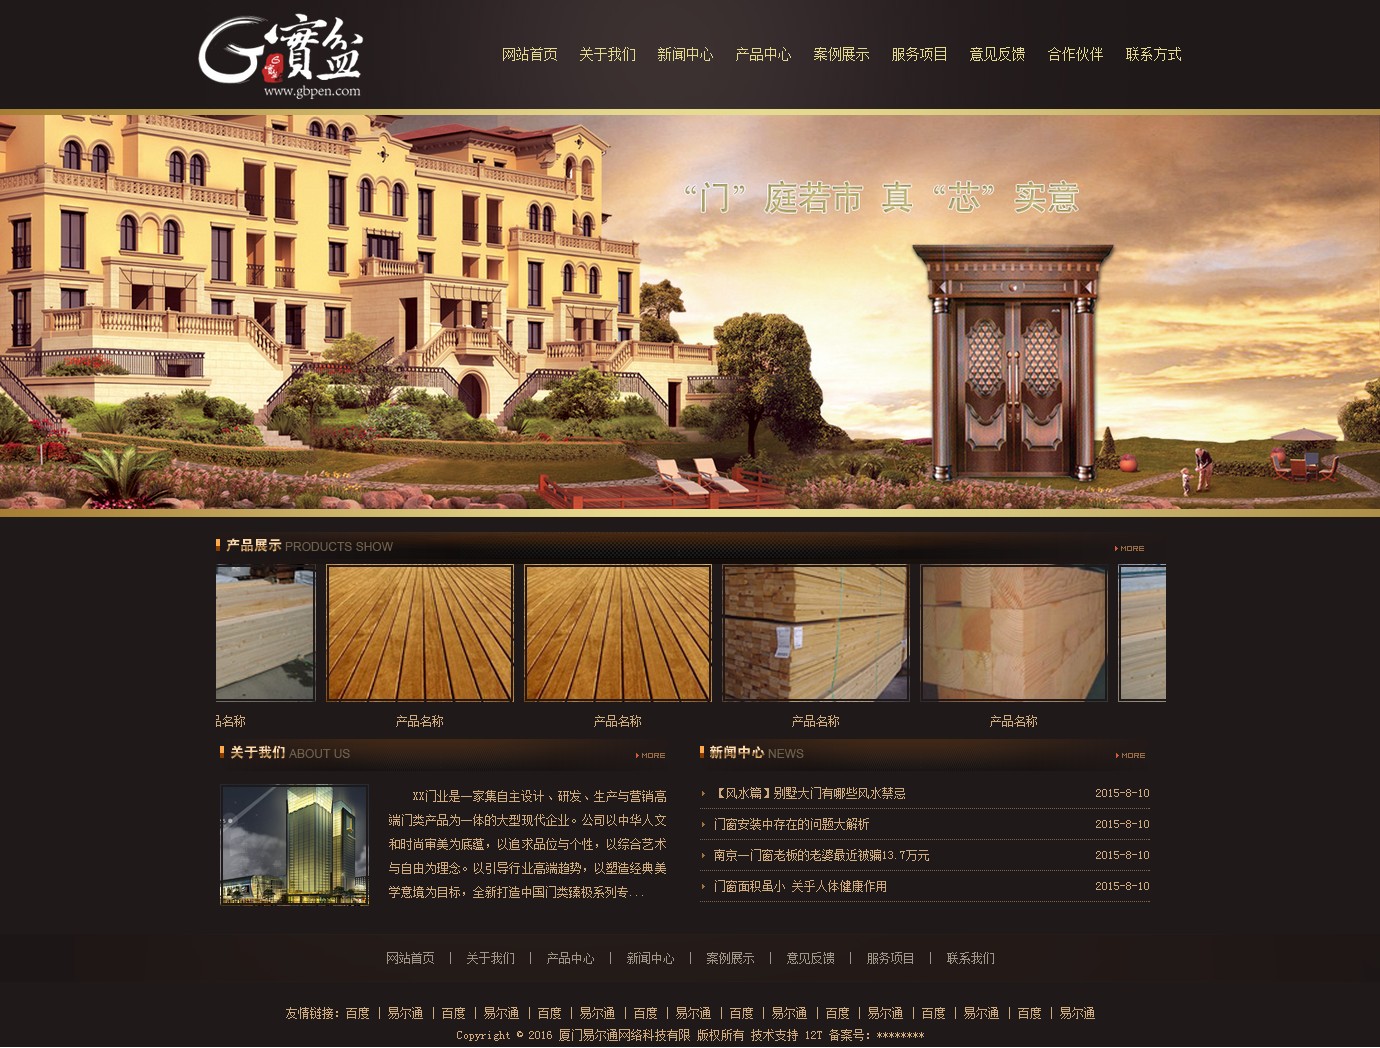 G實盆
www.gbpen.com
网站首页 关于我们 新闻中心 产品中心 案例展示 服务项目 意见反馈 合作伙伴 联系方式
“门”庭若市 真“芯”实意
产品展示 PRODUCTS SHOW
MORE
品名称 产品名称 产品名称 产品名称 产品名称
关于我们 ABOUT US
MORE
XX门业是一家集自主设计、研发、生产与营销高
端门类产品为一体的大型现代企业。公司以中华人文
和时尚审美为底蕴，以追求品位与个性，以综合艺术
与自由为理念。以引导行业高端趋势，以塑造经典美
学意境为目标，全新打造中国门类臻极系列专...
新闻中心 NEWS
MORE
【风水篇】别墅大门有哪些风水禁忌 2015-8-10
门窗安装中存在的问题大解析 2015-8-10
南京一门窗老板的老婆最近被骗13.7万元 2015-8-10
门窗面积虽小 关乎人体健康作用 2015-8-10
网站首页 | 关于我们 | 产品中心 | 新闻中心 | 案例展示 | 意见反馈 | 服务项目 | 联系我们
友情链接：百度 | 易尔通 | 百度 | 易尔通 | 百度 | 易尔通 | 百度 | 易尔通 | 百度 | 易尔通 | 百度 | 易尔通 | 百度 | 易尔通 | 百度 | 易尔通
Copyright © 2016 厦门易尔通网络科技有限 版权所有 技术支持 12T 备案号：********